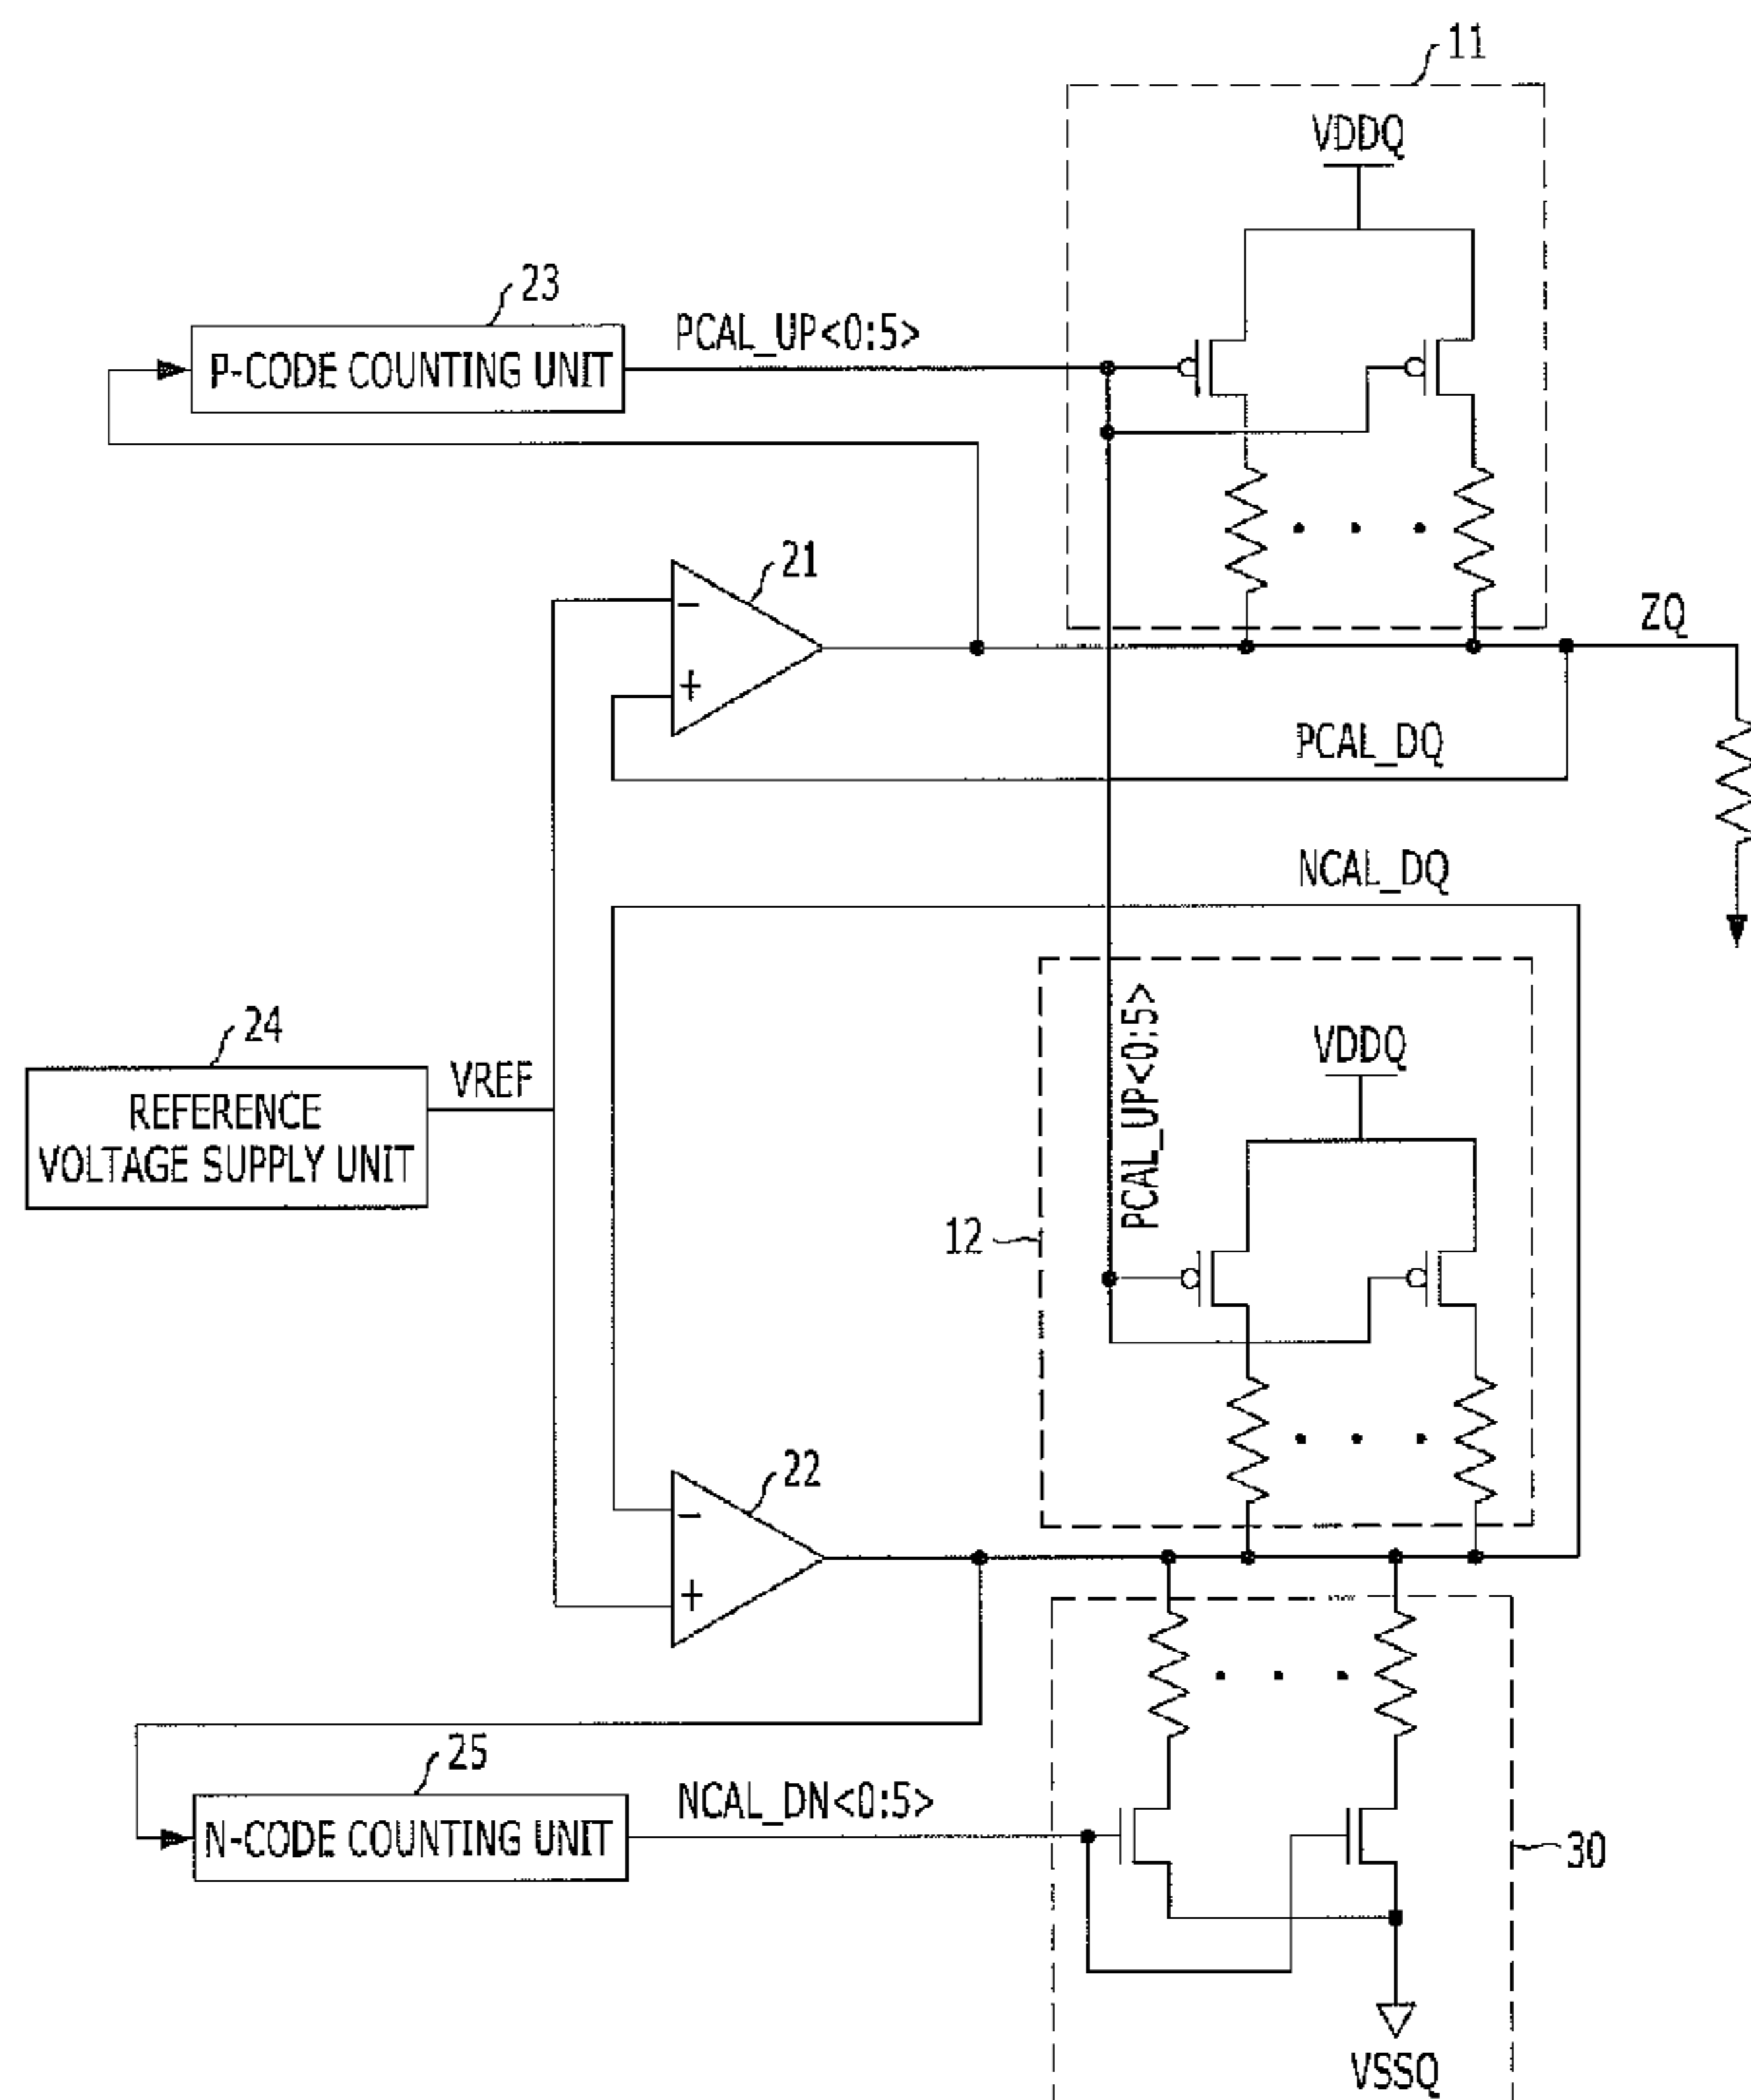 11
VDDQ
23
PCAL_UP<0:5>
P-CODE COUNTING UNIT
21
−
+
ZQ
PCAL_DQ
NCAL_DQ
24
VREF
REFERENCE
VOLTAGE SUPPLY UNIT
PCAL_UP<0:5>
VDDQ
12
22
−
+
25
NCAL_DN<0:5>
N-CODE COUNTING UNIT
30
VSSQ